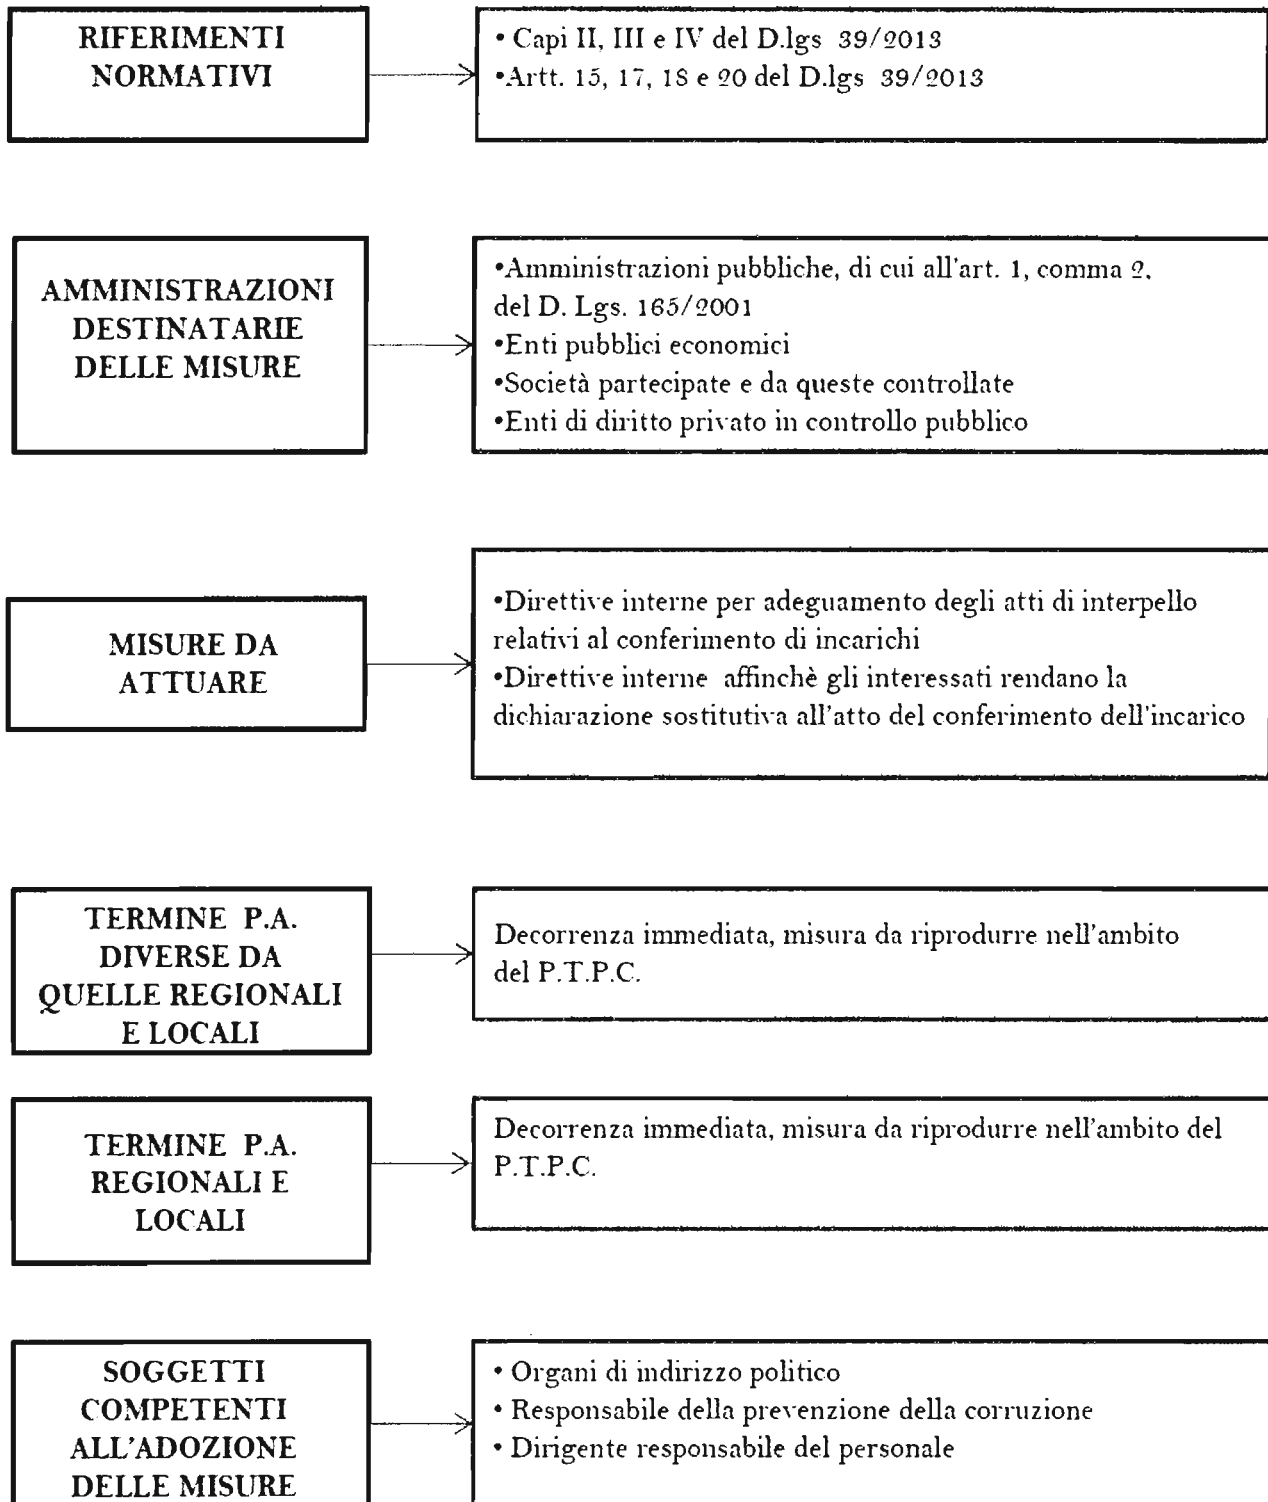 RIFERIMENTI
NORMATIVI
• Capi II, III e IV del D.lgs 39/2013
•Artt. 15, 17, 18 e 20 del D.lgs 39/2013
AMMINISTRAZIONI
DESTINATARIE
DELLE MISURE
•Amministrazioni pubbliche, di cui all'art. 1, comma 2,
del D. Lgs. 165/2001
•Enti pubblici economici
•Società partecipate e da queste controllate
•Enti di diritto privato in controllo pubblico
MISURE DA
ATTUARE
•Direttive interne per adeguamento degli atti di interpello
relativi al conferimento di incarichi
•Direttive interne affinchè gli interessati rendano la
dichiarazione sostitutiva all'atto del conferimento dell'incarico
TERMINE P.A.
DIVERSE DA
QUELLE REGIONALI
E LOCALI
Decorrenza immediata, misura da riprodurre nell'ambito
del P.T.P.C.
TERMINE P.A.
REGIONALI E
LOCALI
Decorrenza immediata, misura da riprodurre nell'ambito del
P.T.P.C.
SOGGETTI
COMPETENTI
ALL'ADOZIONE
DELLE MISURE
• Organi di indirizzo politico
• Responsabile della prevenzione della corruzione
• Dirigente responsabile del personale